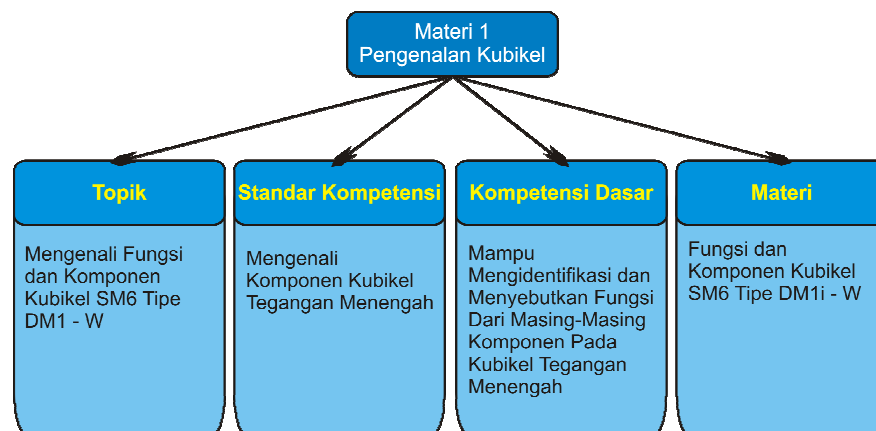 Materi 1
Pengenalan Kubikel
Topik
Mengenali Fungsi
dan Komponen
Kubikel SM6 Tipe
DM1 - W
Standar Kompetensi
Mengenali
Komponen Kubikel
Tegangan Menengah
Kompetensi Dasar
Mampu
Mengidentifikasi dan
Menyebutkan Fungsi
Dari Masing-Masing
Komponen Pada
Kubikel Tegangan
Menengah
Materi
Fungsi dan
Komponen Kubikel
SM6 Tipe DM1i - W